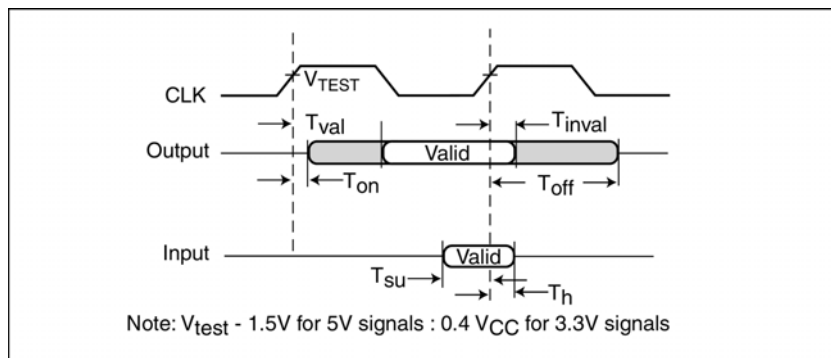 V_TEST
CLK
T_val
T_inval
Output
Valid
T_on
T_off
Input
Valid
T_su
T_h
Note: V_test - 1.5V for 5V signals : 0.4 V_CC for 3.3V signals